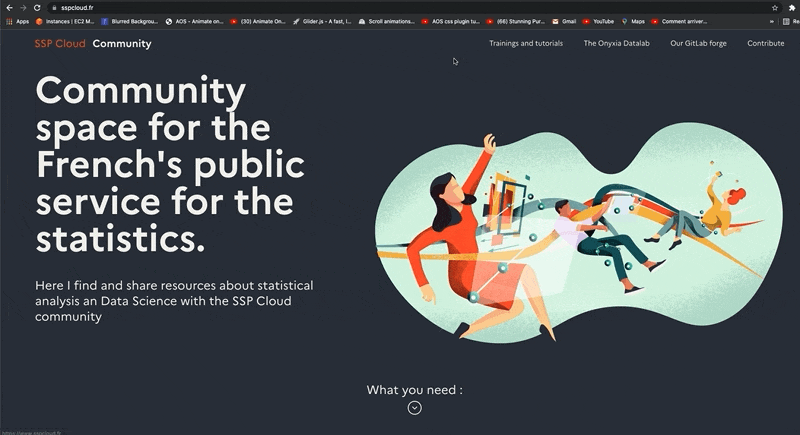 sspcloud.fr
Apps Instances | EC2 M... Blurred Backgrou... AOS - Animate on... (30) Animate On... Glider.js - A fast, l... Scroll animations... AOS css plugin tu... (66) Stunning Pur... Gmail YouTube Maps Comment arriver... »
SSP Cloud Community Trainings and tutorials The Onyxia Datalab Our GitLab forge Contribute
Community
space for the
French's public
service for the
statistics.
Here I find and share resources about statistical
analysis an Data Science with the SSP Cloud
community
What you need :
https://www.sspcloud.fr